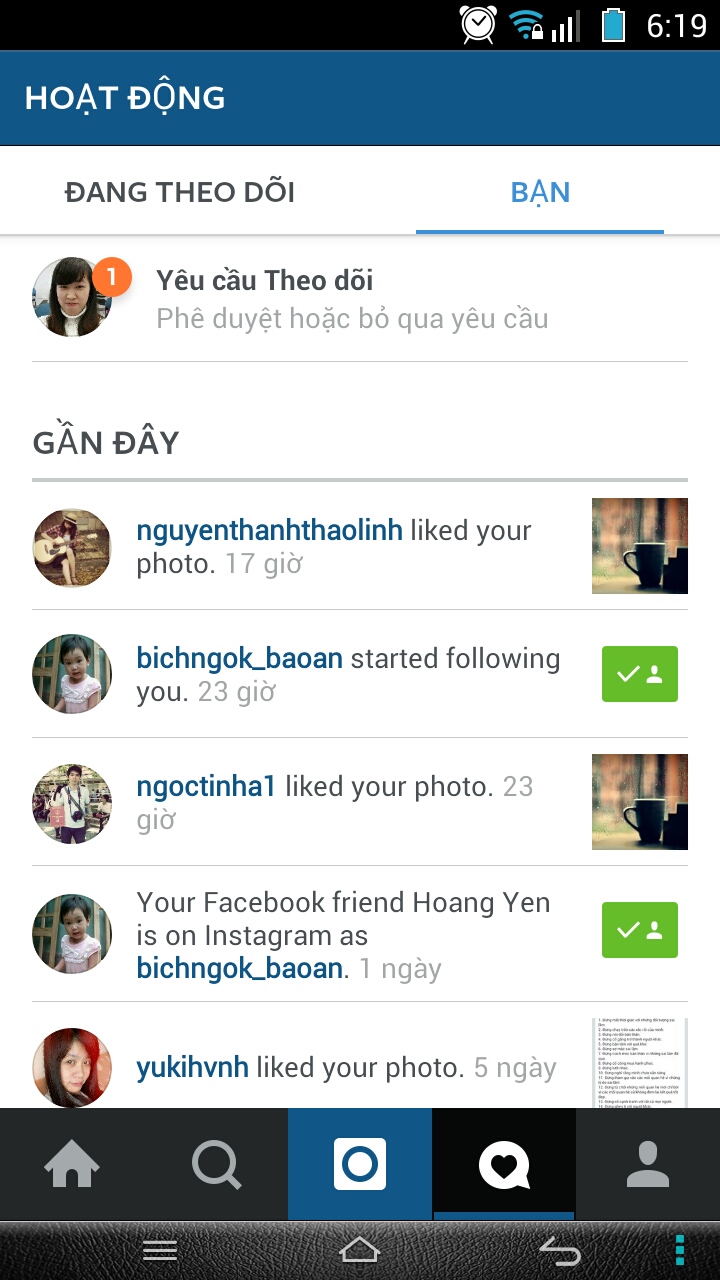 6:19
HOẠT ĐỘNG
ĐANG THEO DÕI
BẠN
1
Yêu cầu Theo dõi
Phê duyệt hoặc bỏ qua yêu cầu
GẦN ĐÂY
nguyenthanhthaolinh liked your
photo. 17 giờ
bichngok_baoan started following
you. 23 giờ
ngoctinha1 liked your photo. 23
giờ
Your Facebook friend Hoang Yen
is on Instagram as
bichngok_baoan. 1 ngày
yukihvnh liked your photo. 5 ngày